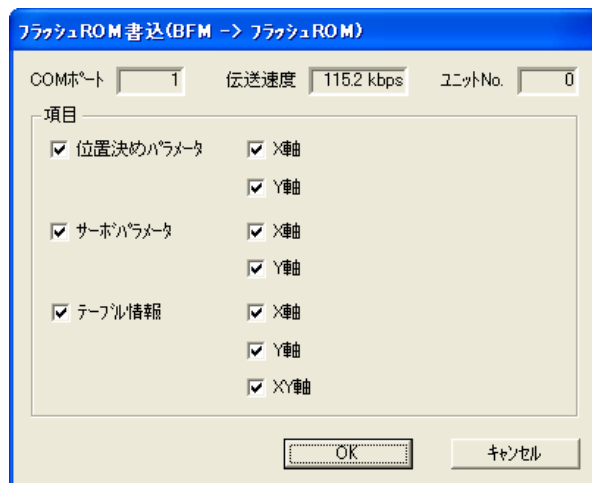 ﾌﾗｯｼｭROM書込(BFM -> ﾌﾗｯｼｭROM)
COMﾎﾟｰﾄ 1 伝送速度 115.2 kbps ﾕﾆｯﾄNo. 0
項目
位置決めﾊﾟﾗﾒｰﾀ X軸
Y軸
ｻｰﾎﾞﾊﾟﾗﾒｰﾀ X軸
Y軸
ﾃｰﾌﾞﾙ情報 X軸
Y軸
XY軸
OK ｷｬﾝｾﾙ